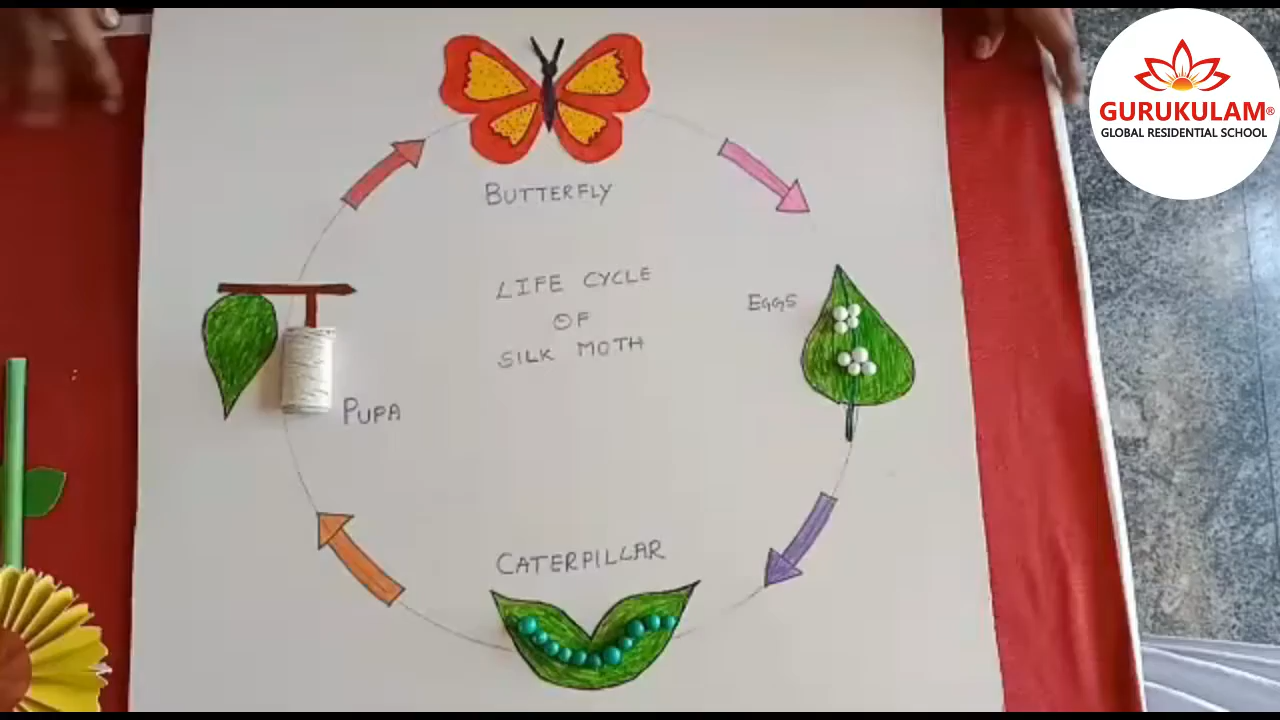 GURUKULAM®
GLOBAL RESIDENTIAL SCHOOL
BUTTERFLY
LIFE CYCLE
OF
SILK MOTH
EGGS
PUPA
CATERPILLAR